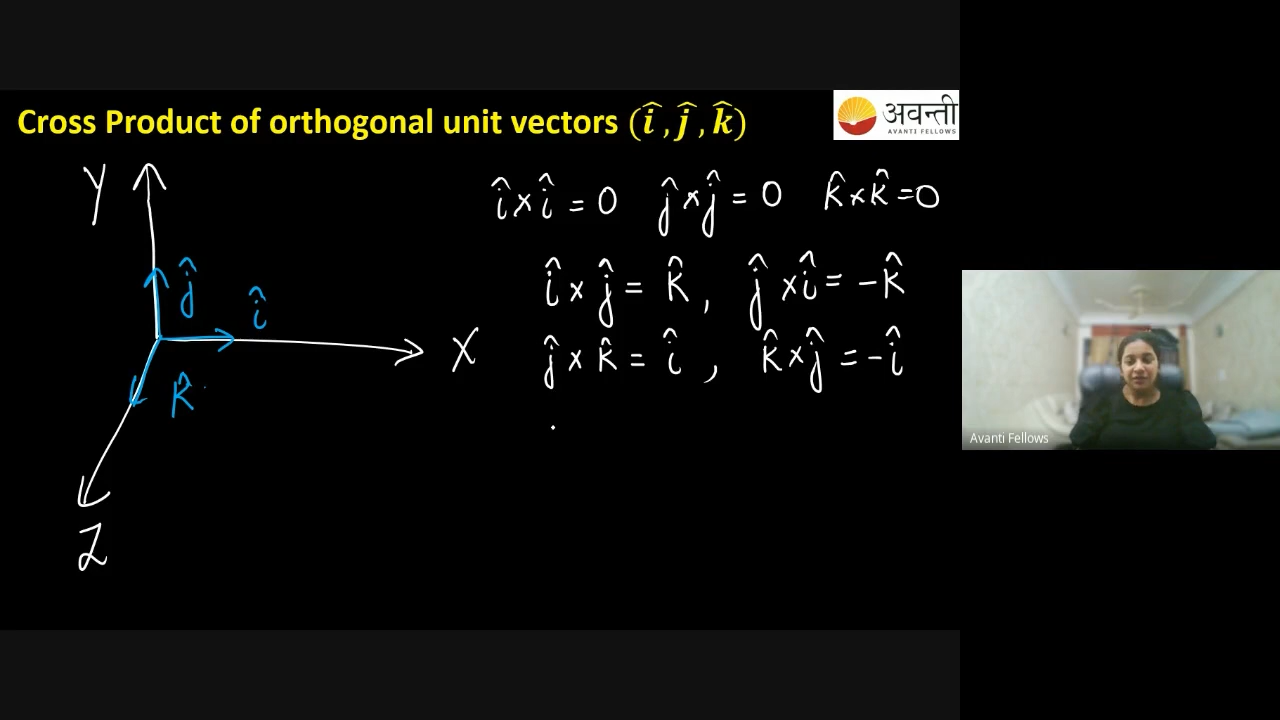 Cross Product of orthogonal unit vectors (î, ĵ, k̂)
अवन्ती
AVANTI FELLOWS
Y
î × î = 0 ĵ × ĵ = 0 k̂ × k̂ = 0
î × ĵ = k̂ , ĵ × î = -k̂
ĵ × k̂ = î , k̂ × ĵ = -î
ĵ
î
X
k̂
Z
Avanti Fellows